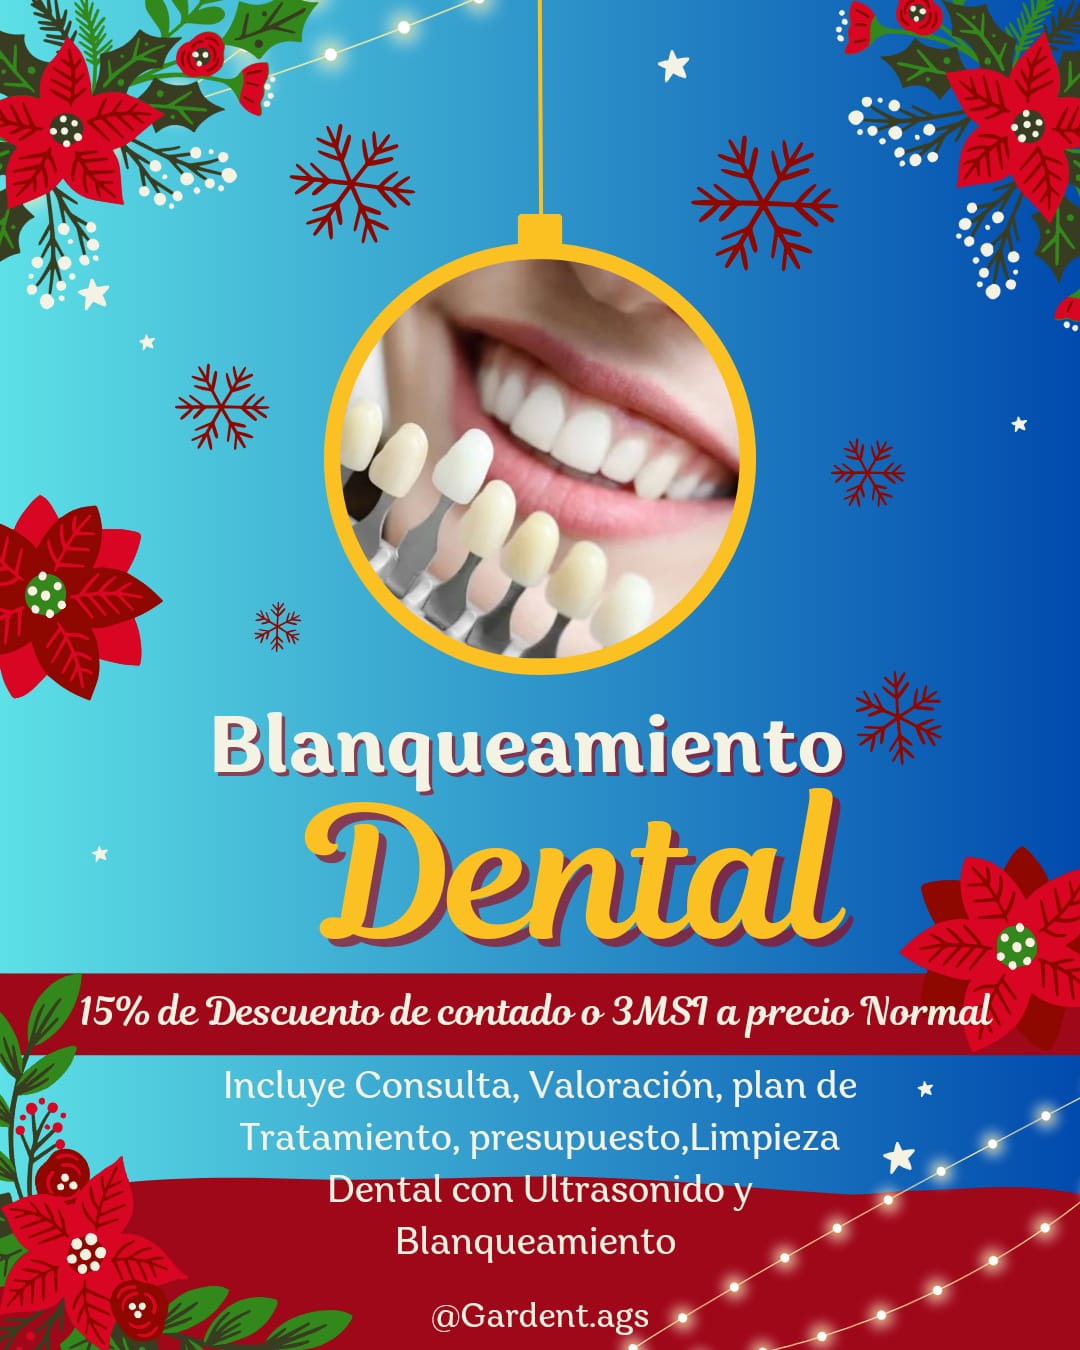 Blanqueamiento
Dental
15% de Descuento de contado o 3MSI a precio Normal
Incluye Consulta, Valoración, plan de
Tratamiento, presupuesto,Limpieza
Dental con Ultrasonido y
Blanqueamiento
@Gardent.ags